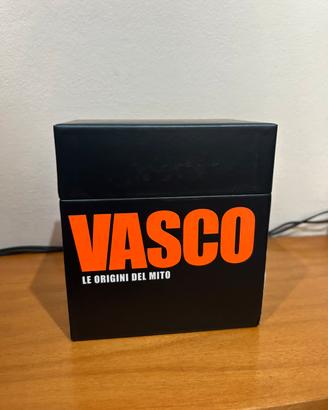 VASCO
LE ORIGINI DEL MITO